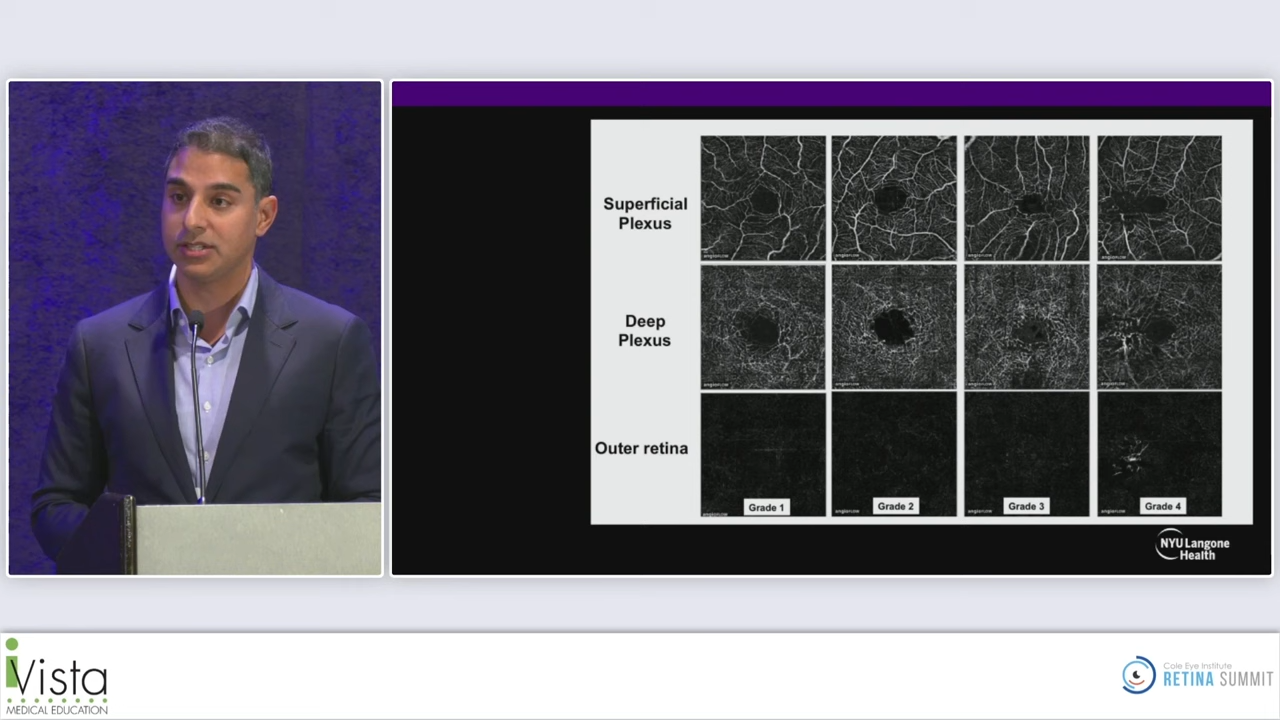 Superficial
Plexus
Deep
Plexus
Outer retina
Grade 1
Grade 2
Grade 3
Grade 4
NYU Langone
Health
iVista
MEDICAL EDUCATION
Cole Eye Institute
RETINA SUMMIT